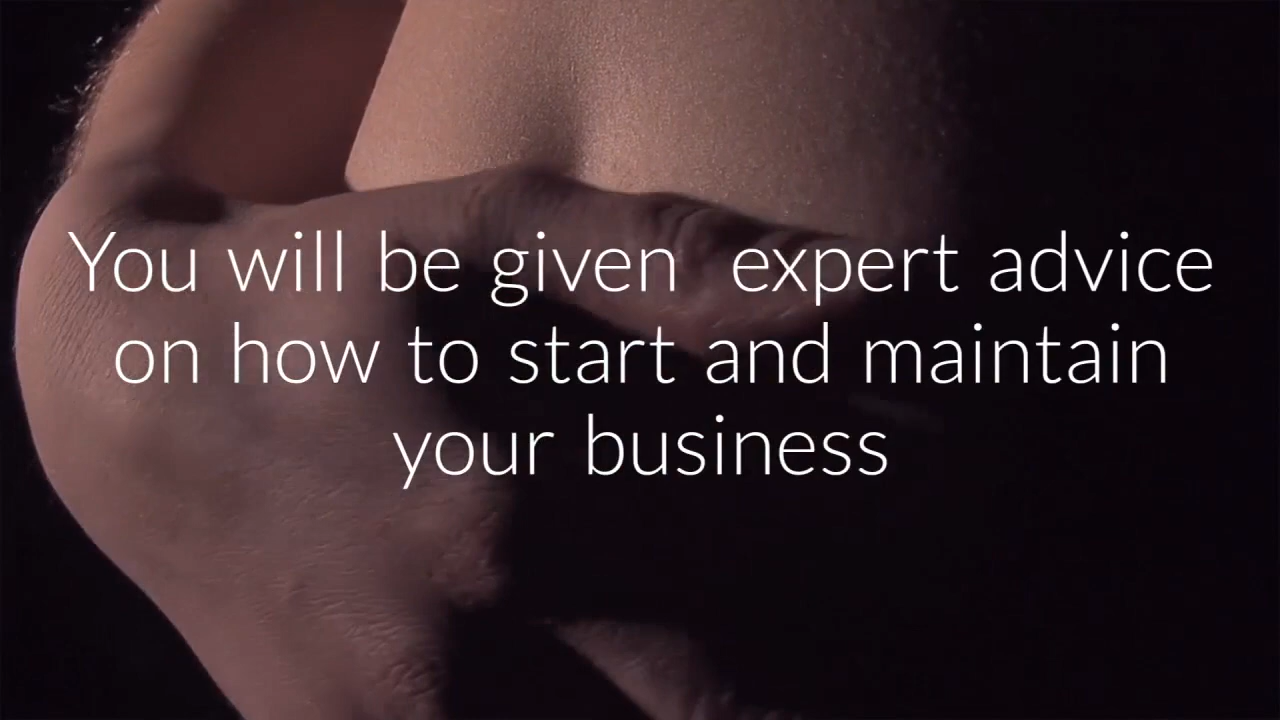 You will be given  expert advice
on how to start and maintain
your business